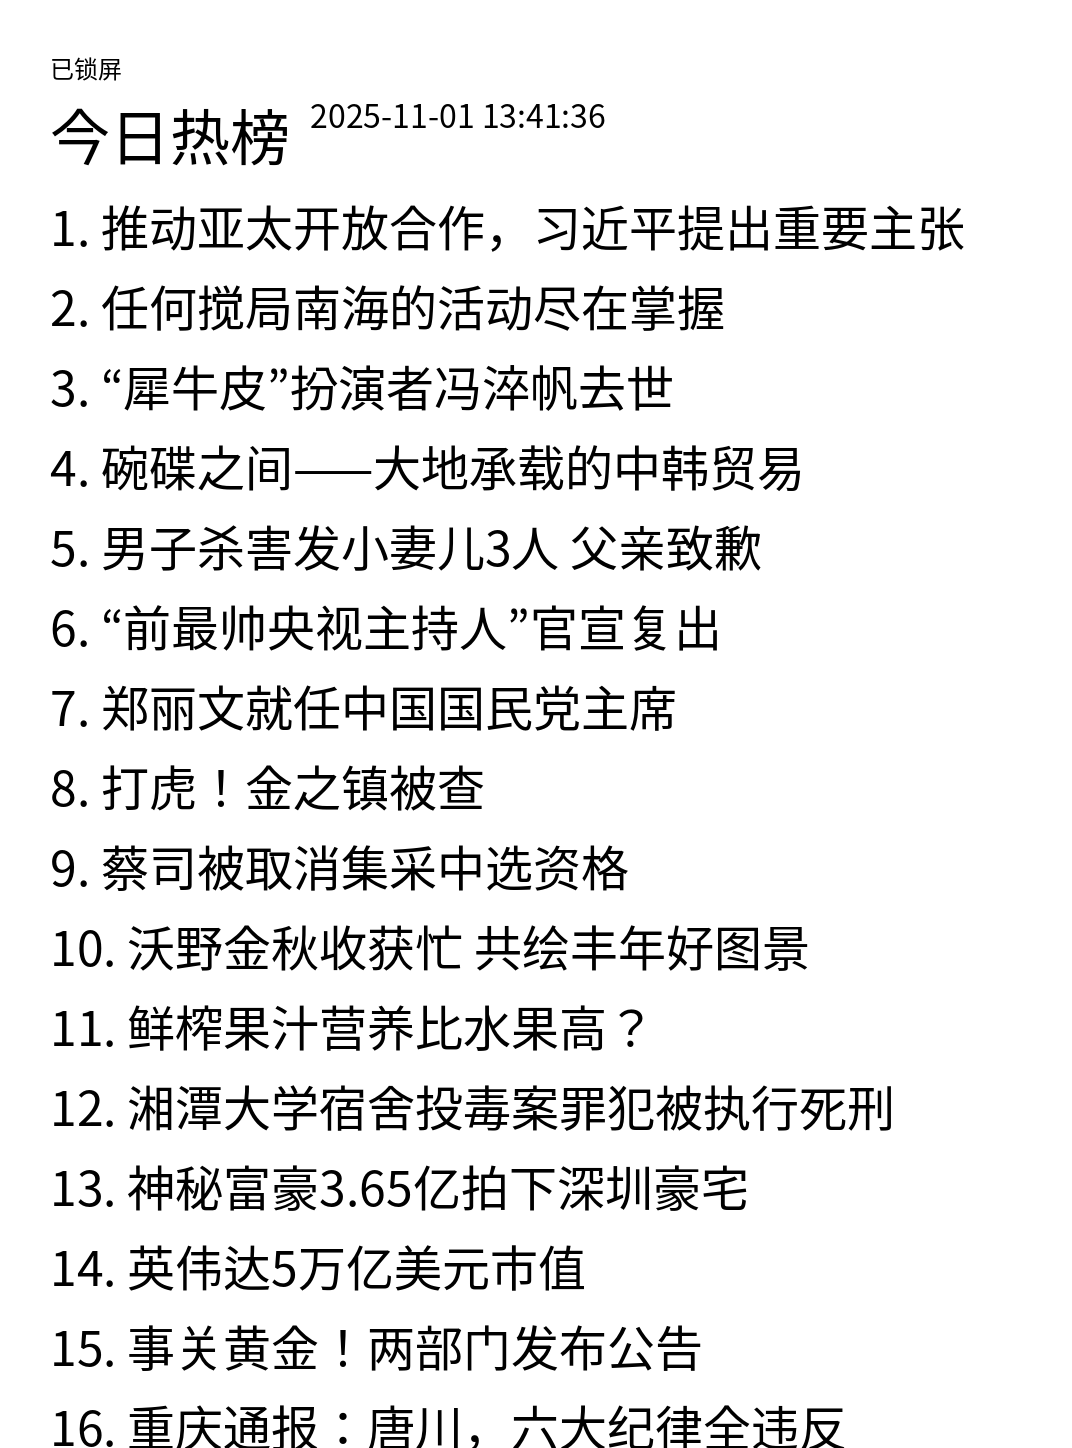 已锁屏
今日热榜 2025-11-01 13:41:36
1. 推动亚太开放合作，习近平提出重要主张
2. 任何搅局南海的活动尽在掌握
3. “犀牛皮”扮演者冯淬帆去世
4. 碗碟之间——大地承载的中韩贸易
5. 男子杀害发小妻儿3人 父亲致歉
6. “前最帅央视主持人”官宣复出
7. 郑丽文就任中国国民党主席
8. 打虎！金之镇被查
9. 蔡司被取消集采中选资格
10. 沃野金秋收获忙 共绘丰年好图景
11. 鲜榨果汁营养比水果高？
12. 湘潭大学宿舍投毒案罪犯被执行死刑
13. 神秘富豪3.65亿拍下深圳豪宅
14. 英伟达5万亿美元市值
15. 事关黄金！两部门发布公告
16. 重庆通报：唐川，六大纪律全违反